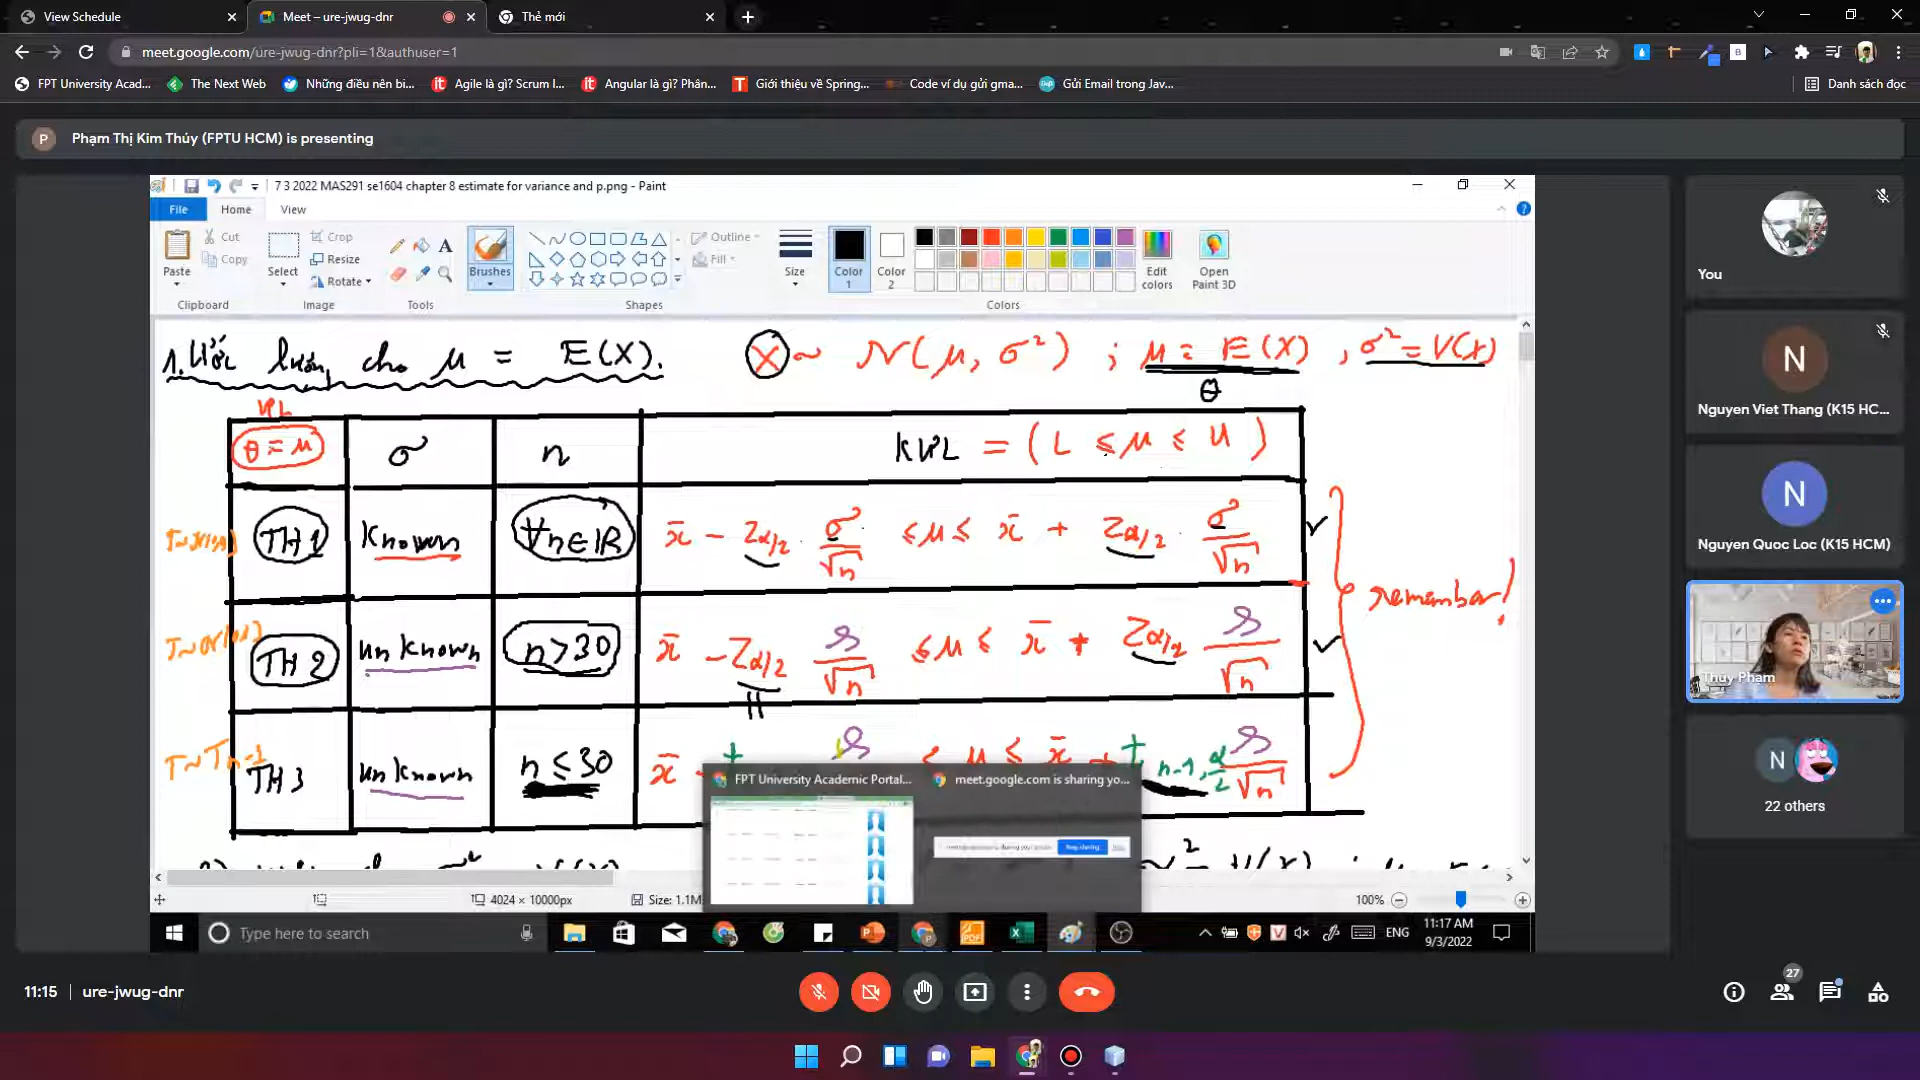 View Schedule
Meet – ure-jwug-dnr
Thẻ mới
meet.google.com/ure-jwug-dnr?pli=1&authuser=1
FPT University Acad...
The Next Web
Những điều nên bi...
Agile là gì? Scrum l...
Angular là gì? Phân...
Giới thiệu về Spring...
Code ví dụ gửi gma...
Gửi Email trong Jav...
Danh sách đọc
P
Phạm Thị Kim Thúy (FPTU HCM) is presenting
7 3 2022 MAS291 se1604 chapter 8 estimate for variance and p.png - Paint
File Home View
Paste Cut Copy Clipboard
Select Crop Resize Rotate Image
A Tools
Brushes
Shapes Outline Fill
Size
Color 1
Color 2
Colors
Edit colors
Open Paint 3D
1. Ước lượng cho μ = E(X). X ~ N(μ, σ²) ; μ = E(X) , σ² = V(X)
θ
θ = μ σ n KƯL = (L ≤ μ ≤ U)
TH1 Known ∀n∈ℝ x̄ − Zα/2 · σ/√n ≤ μ ≤ x̄ + Zα/2 · σ/√n
remember!
TH2 unknown n>30 x̄ − Zα/2 s/√n ≤ μ ≤ x̄ + Zα/2 s/√n
T~Tn-1 TH3 unknown n ≤ 30 x̄ − t s ≤ μ ≤ x̄ + t n-1, α/2 s/√n
FPT University Academic Portal...
meet.google.com is sharing yo...
4024 × 10000px
Size: 1.1M
100%
Type here to search
ENG
11:17 AM
9/3/2022
You
N
Nguyen Viet Thang (K15 HC...
N
Nguyen Quoc Loc (K15 HCM)
Thuy Pham
N
22 others
11:15 | ure-jwug-dnr
27